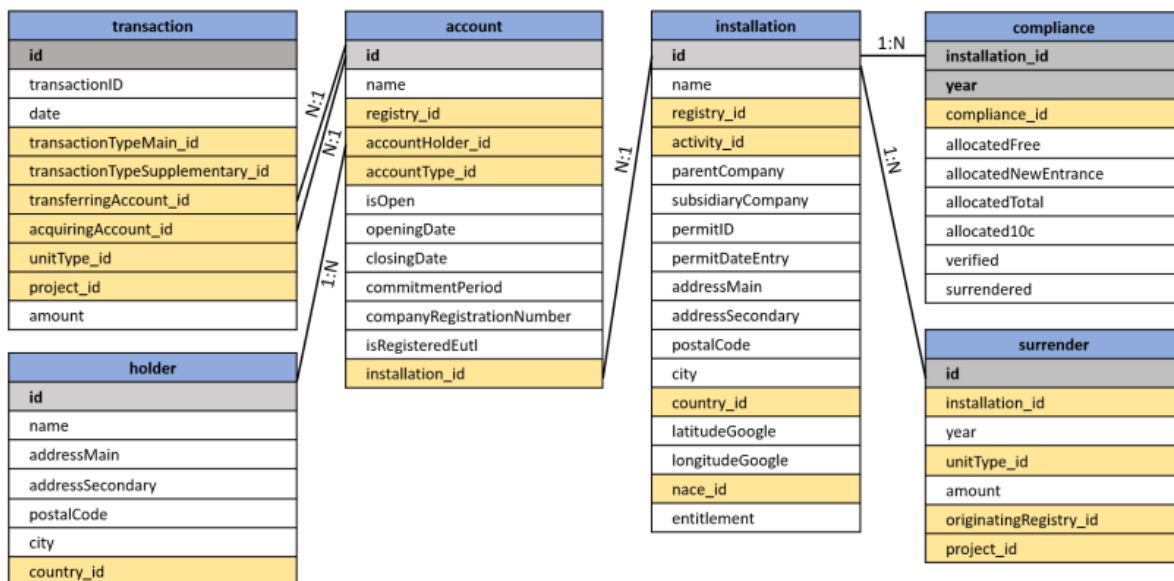 transaction
id
transactionID
date
transactionTypeMain_id
transactionTypeSupplementary_id
transferringAccount_id
acquiringAccount_id
unitType_id
project_id
amount
holder
id
name
addressMain
addressSecondary
postalCode
city
country_id
N:1
N:1
1:N
account
id
name
registry_id
accountHolder_id
accountType_id
isOpen
openingDate
closingDate
commitmentPeriod
companyRegistrationNumber
isRegisteredEutl
installation_id
N:1
installation
id
name
registry_id
activity_id
parentCompany
subsidiaryCompany
permitID
permitDateEntry
addressMain
addressSecondary
postalCode
city
country_id
latitudeGoogle
longitudeGoogle
nace_id
entitlement
1:N
1:N
compliance
installation_id
year
compliance_id
allocatedFree
allocatedNewEntrance
allocatedTotal
allocated10c
verified
surrendered
surrender
id
installation_id
year
unitType_id
amount
originatingRegistry_id
project_id